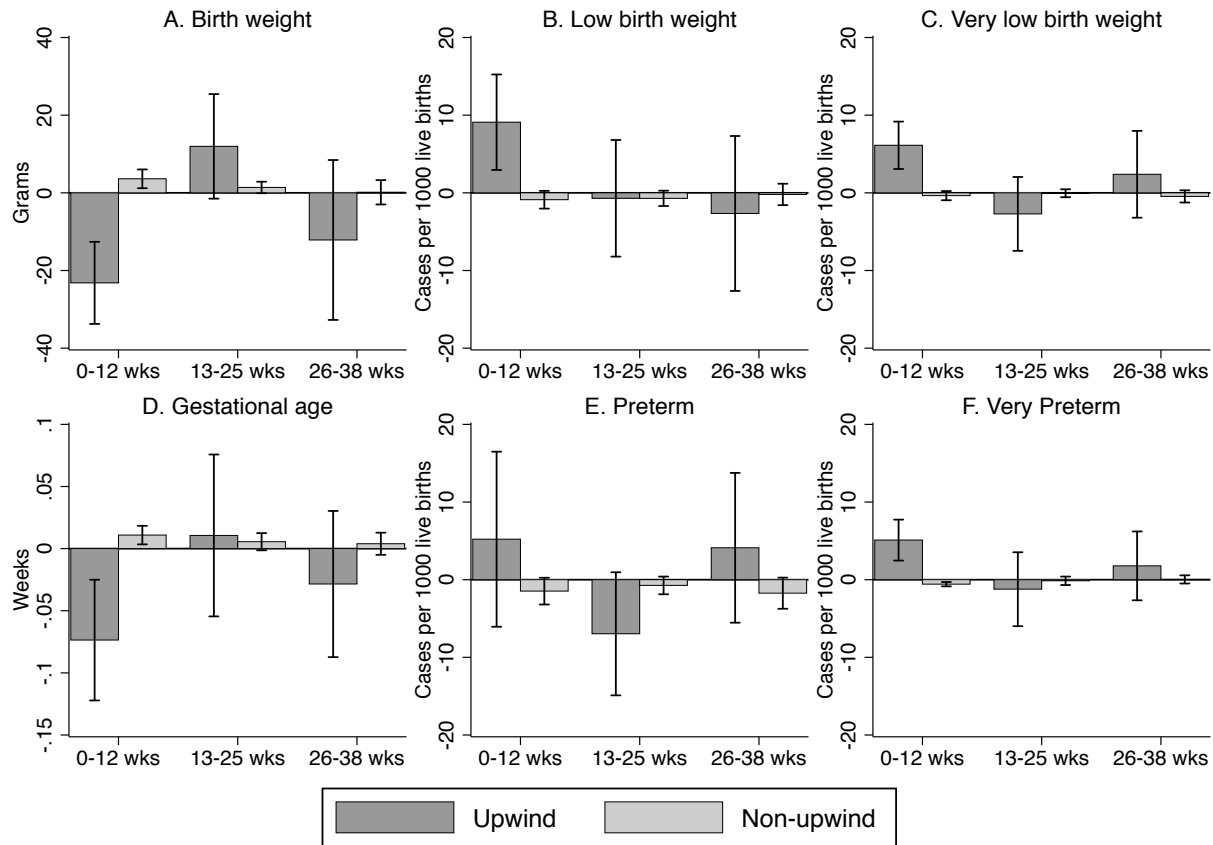 A. Birth weight
40
20
0
-20
-40
Grams
0-12 wks 13-25 wks 26-38 wks
B. Low birth weight
20
10
0
-10
-20
Cases per 1000 live births
0-12 wks 13-25 wks 26-38 wks
C. Very low birth weight
20
10
0
-10
-20
Cases per 1000 live births
0-12 wks 13-25 wks 26-38 wks
D. Gestational age
.1
.05
0
-.05
-.1
-.15
Weeks
0-12 wks 13-25 wks 26-38 wks
E. Preterm
20
10
0
-10
-20
Cases per 1000 live births
0-12 wks 13-25 wks 26-38 wks
F. Very Preterm
20
10
0
-10
-20
Cases per 1000 live births
0-12 wks 13-25 wks 26-38 wks
Upwind Non-upwind